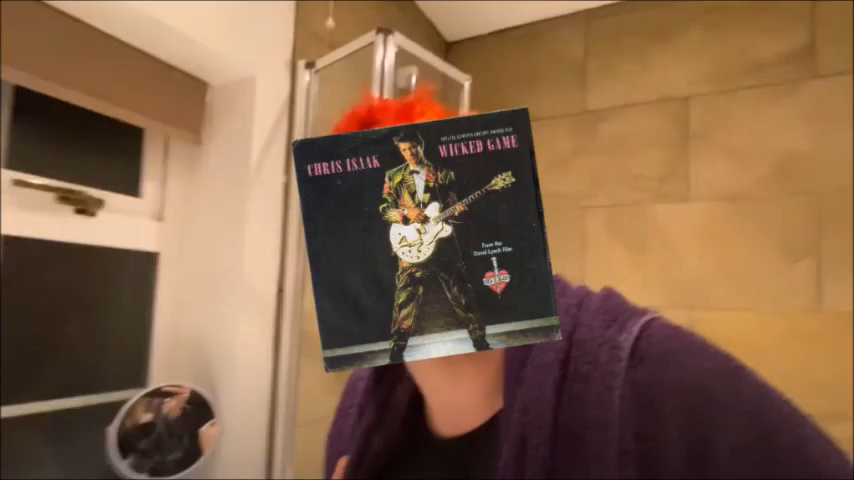 CHRIS ISAAK
WICKED GAME
From the
David Lynch Film